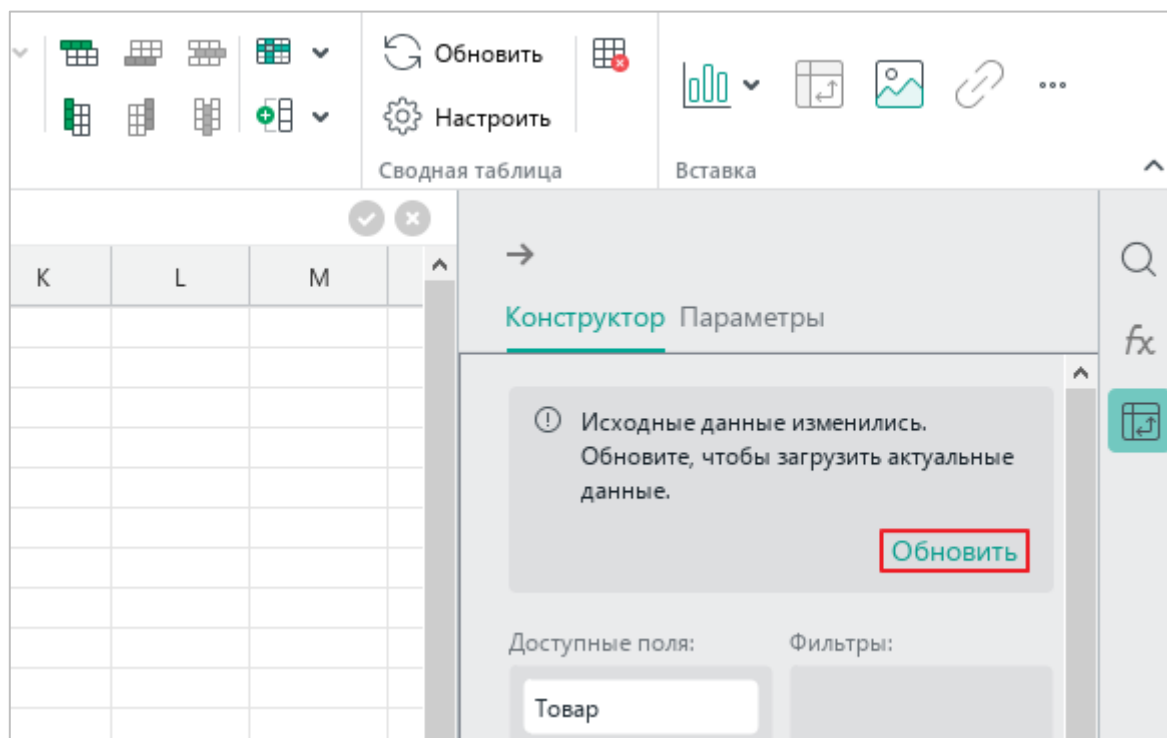 Обновить
Настроить
Сводная таблица
Вставка
K L M
Конструктор Параметры
fx
Исходные данные изменились.
Обновите, чтобы загрузить актуальные
данные.
Обновить
Доступные поля: Фильтры:
Товар